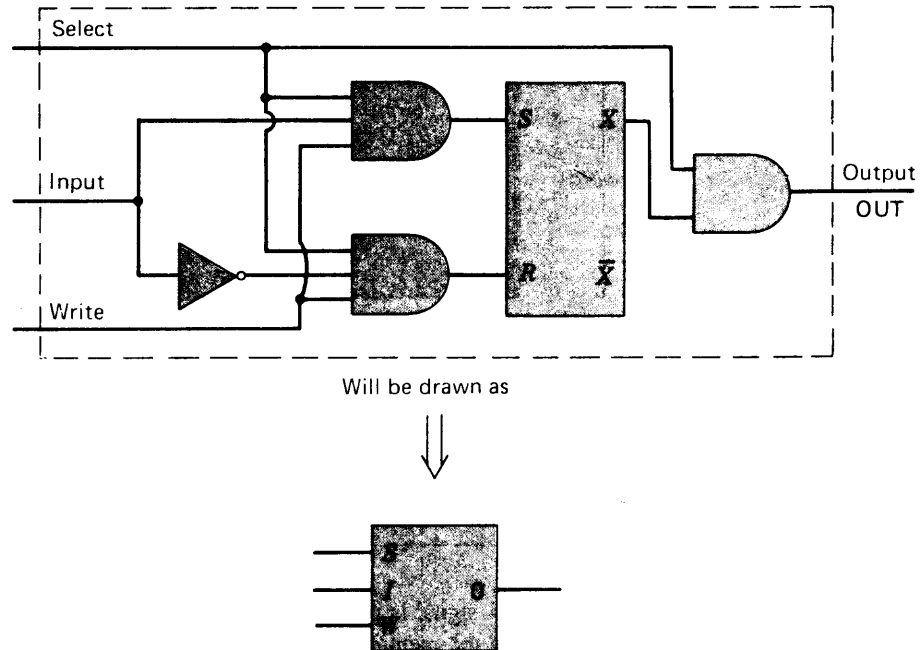 Select
S X
Input
Output
OUT
R X̅
Write
Will be drawn as
S
I O
W